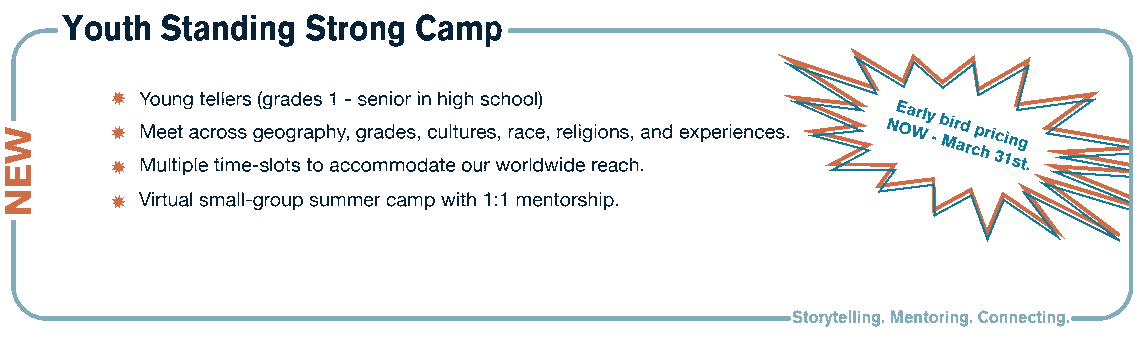 Youth Standing Strong Camp
NEW
Young tellers (grades 1 - senior in high school)
Meet across geography, grades, cultures, race, religions, and experiences.
Multiple time-slots to accommodate our worldwide reach.
Virtual small-group summer camp with 1:1 mentorship.
Early bird pricing
NOW - March 31st.
Storytelling. Mentoring. Connecting.